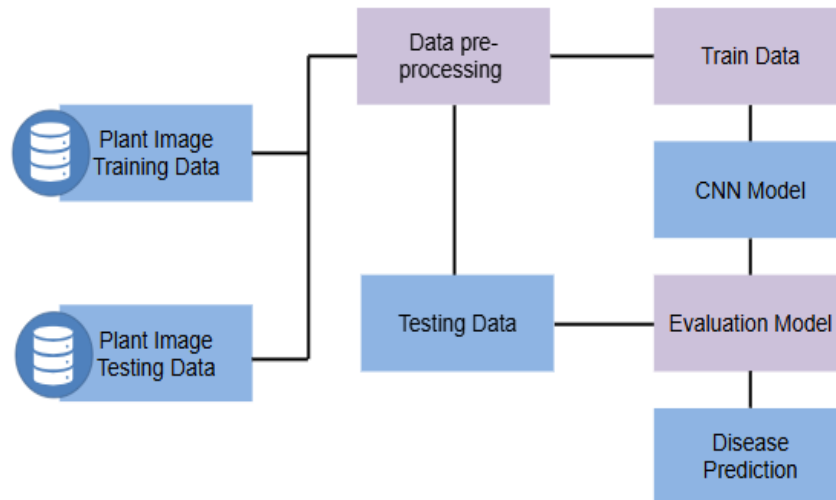 Data pre-
processing
Train Data
Plant Image
Training Data
CNN Model
Plant Image
Testing Data
Testing Data
Evaluation Model
Disease
Prediction